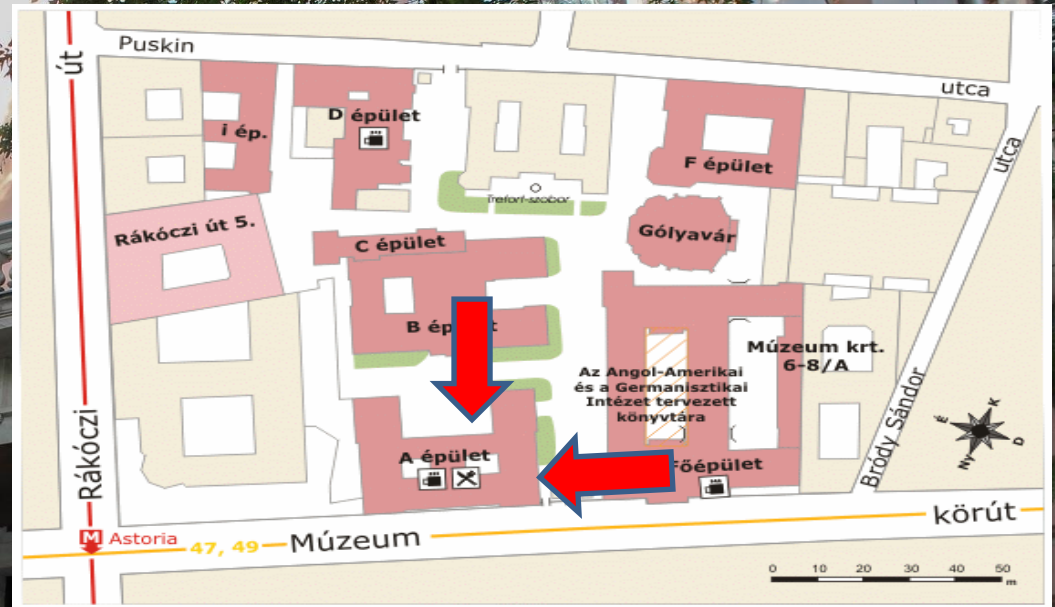 Puskin
utca
út
i ép.
D épület
F épület
utca
Trefort-szobor
Rákóczi út 5.
C épület
Gólyavár
B ép t
Az Angol-Amerikai
és a Germanisztikai
Intézet tervezett
könyvtára
Múzeum krt.
6-8/A
Rákóczi
Bródy Sándor
É
K
Ny
D
A épület
Főépület
M Astoria
47, 49
Múzeum
körút
0 10 20 30 40 50
m